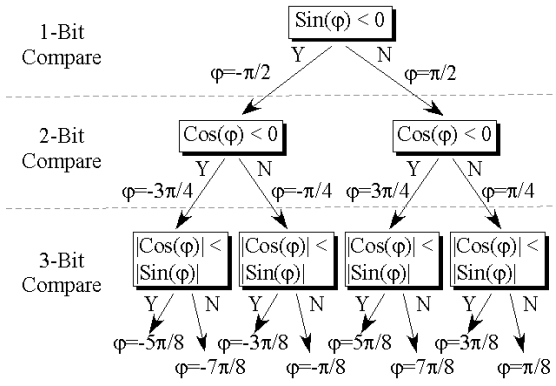 1-Bit
Compare
Sin(φ) < 0
Y N
φ=-π/2 φ=π/2
2-Bit
Compare
Cos(φ) < 0 Cos(φ) < 0
Y N Y N
φ=-3π/4 φ=-π/4 φ=3π/4 φ=π/4
3-Bit
Compare
|Cos(φ)| < |Cos(φ)| < |Cos(φ)| < |Cos(φ)| <
|Sin(φ)| |Sin(φ)| |Sin(φ)| |Sin(φ)|
Y N Y N Y N Y N
φ=-5π/8 φ=-3π/8 φ=5π/8 φ=3π/8
φ=-7π/8 φ=-π/8 φ=7π/8 φ=π/8